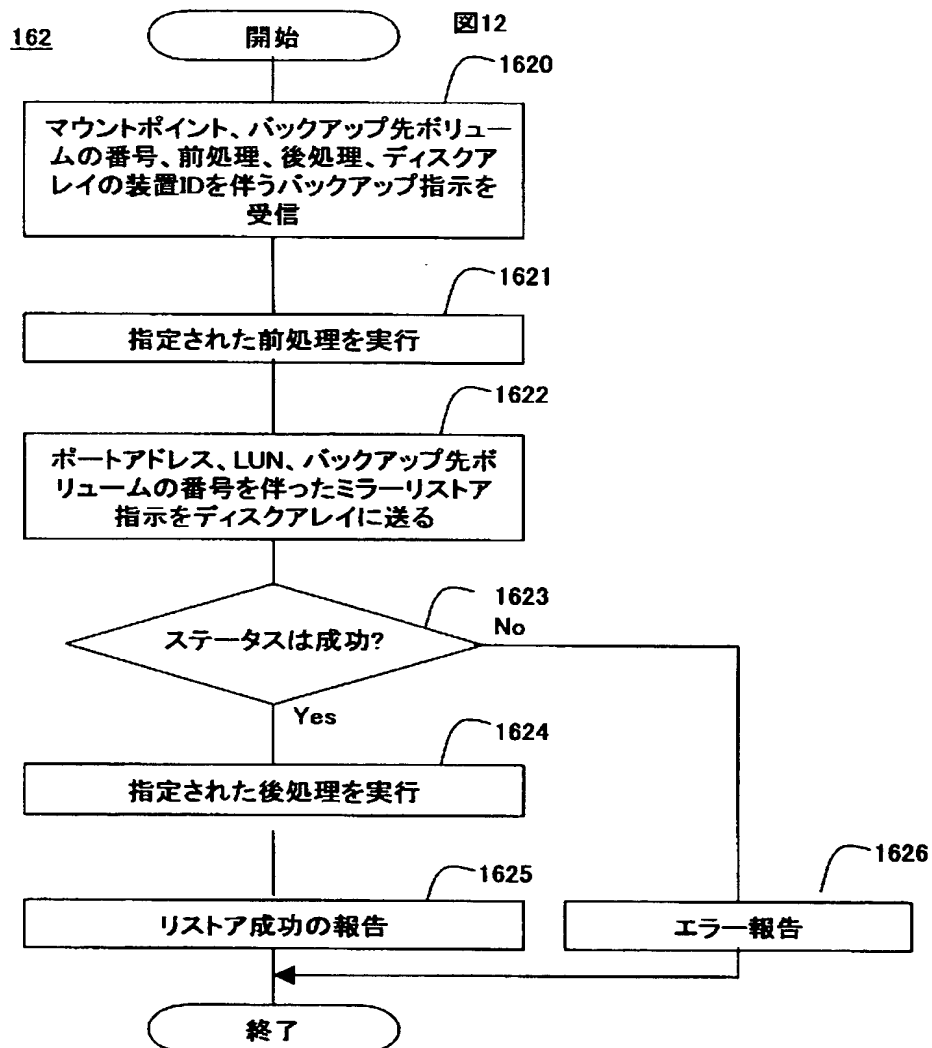 162
開始
図12
1620
マウントポイント、バックアップ先ボリュー
ムの番号、前処理、後処理、ディスクア
レイの装置IDを伴うバックアップ指示を
受信
1621
指定された前処理を実行
1622
ポートアドレス、LUN、バックアップ先ボ
リュームの番号を伴ったミラーリストア
指示をディスクアレイに送る
1623
ステータスは成功?
No
Yes
1624
指定された後処理を実行
1625
リストア成功の報告
1626
エラー報告
終了